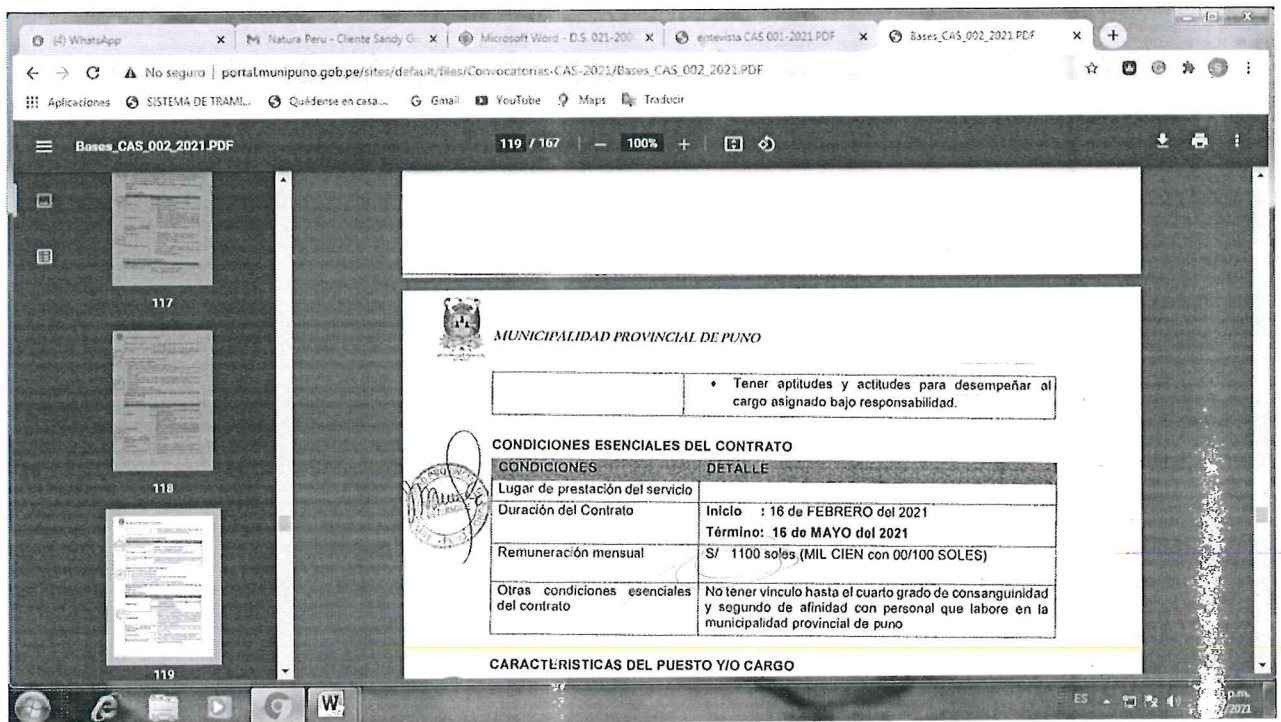 (4) WhatsApp
Natura Peru - Cliente Sandy G
Microsoft Word - D.S. 021-200
entevista CAS 001-2021.PDF
Bases_CAS_002_2021.PDF
No seguro | portal.munipuno.gob.pe/sites/default/files/Convocatorias-CAS-2021/Bases_CAS_002_2021.PDF
Aplicaciones
SISTEMA DE TRAMI...
Quédense en casa....
Gmail
YouTube
Maps
Traducir
Bases_CAS_002_2021.PDF
119 / 167
100%
117
118
119
MUNICIPALIDAD PROVINCIAL DE PUNO
• Tener aptitudes y actitudes para desempeñar al
cargo asignado bajo responsabilidad.
CONDICIONES ESENCIALES DEL CONTRATO
CONDICIONES DETALLE
Lugar de prestación del servicio
Duración del Contrato
Inicio : 16 de FEBRERO del 2021
Término: 16 de MAYO del 2021
Remuneración mensual
S/ 1100 soles (MIL CIEN con 00/100 SOLES)
Otras condiciones esenciales
del contrato
No tener vinculo hasta el cuarto grado de consanguinidad
y segundo de afinidad con personal que labore en la
municipalidad provincial de puno
CARACTERISTICAS DEL PUESTO Y/O CARGO
W
ES
p.m.
/2021